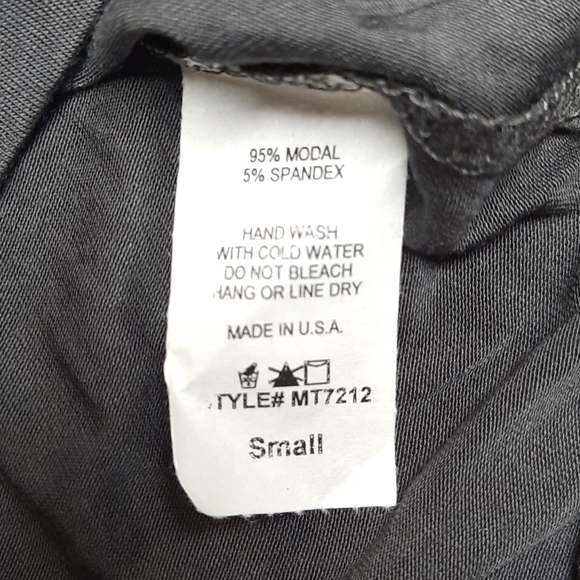 95% MODAL
5% SPANDEX
HAND WASH
WITH COLD WATER
DO NOT BLEACH
HANG OR LINE DRY
MADE IN U.S.A.
TYLE# MT7212
Small